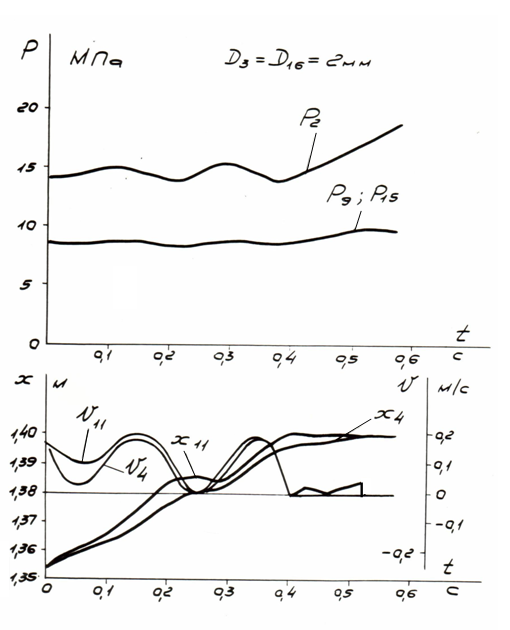 P МПа D₃ = D₁₆ = 2мм
20
P₂
15
P₉ ; P₁₅
10
5
0
t
0,1 0,2 0,3 0,4 0,5 0,6 с
x м v м/с
v₁₁ x₄
1,40 0,2
x₁₁
1,39 v₄ 0,1
1,38 0
1,37 -0,1
1,36 -0,2
t
1,35
0 0,1 0,2 0,3 0,4 0,5 0,6 с